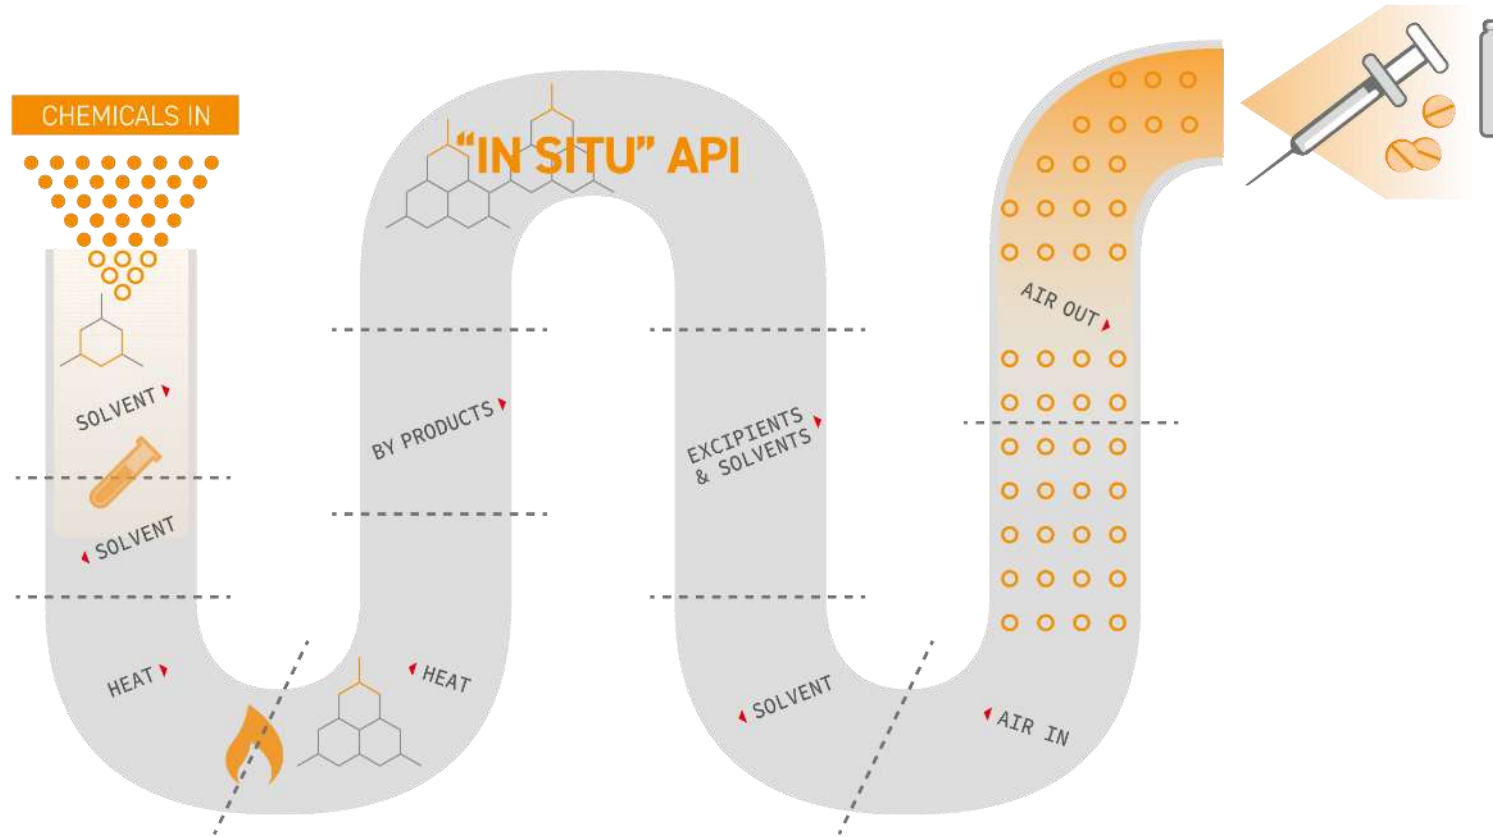 CHEMICALS IN
SOLVENT
SOLVENT
HEAT
HEAT
BY PRODUCTS
“IN SITU” API
EXCIPIENTS
& SOLVENTS
SOLVENT
AIR IN
AIR OUT